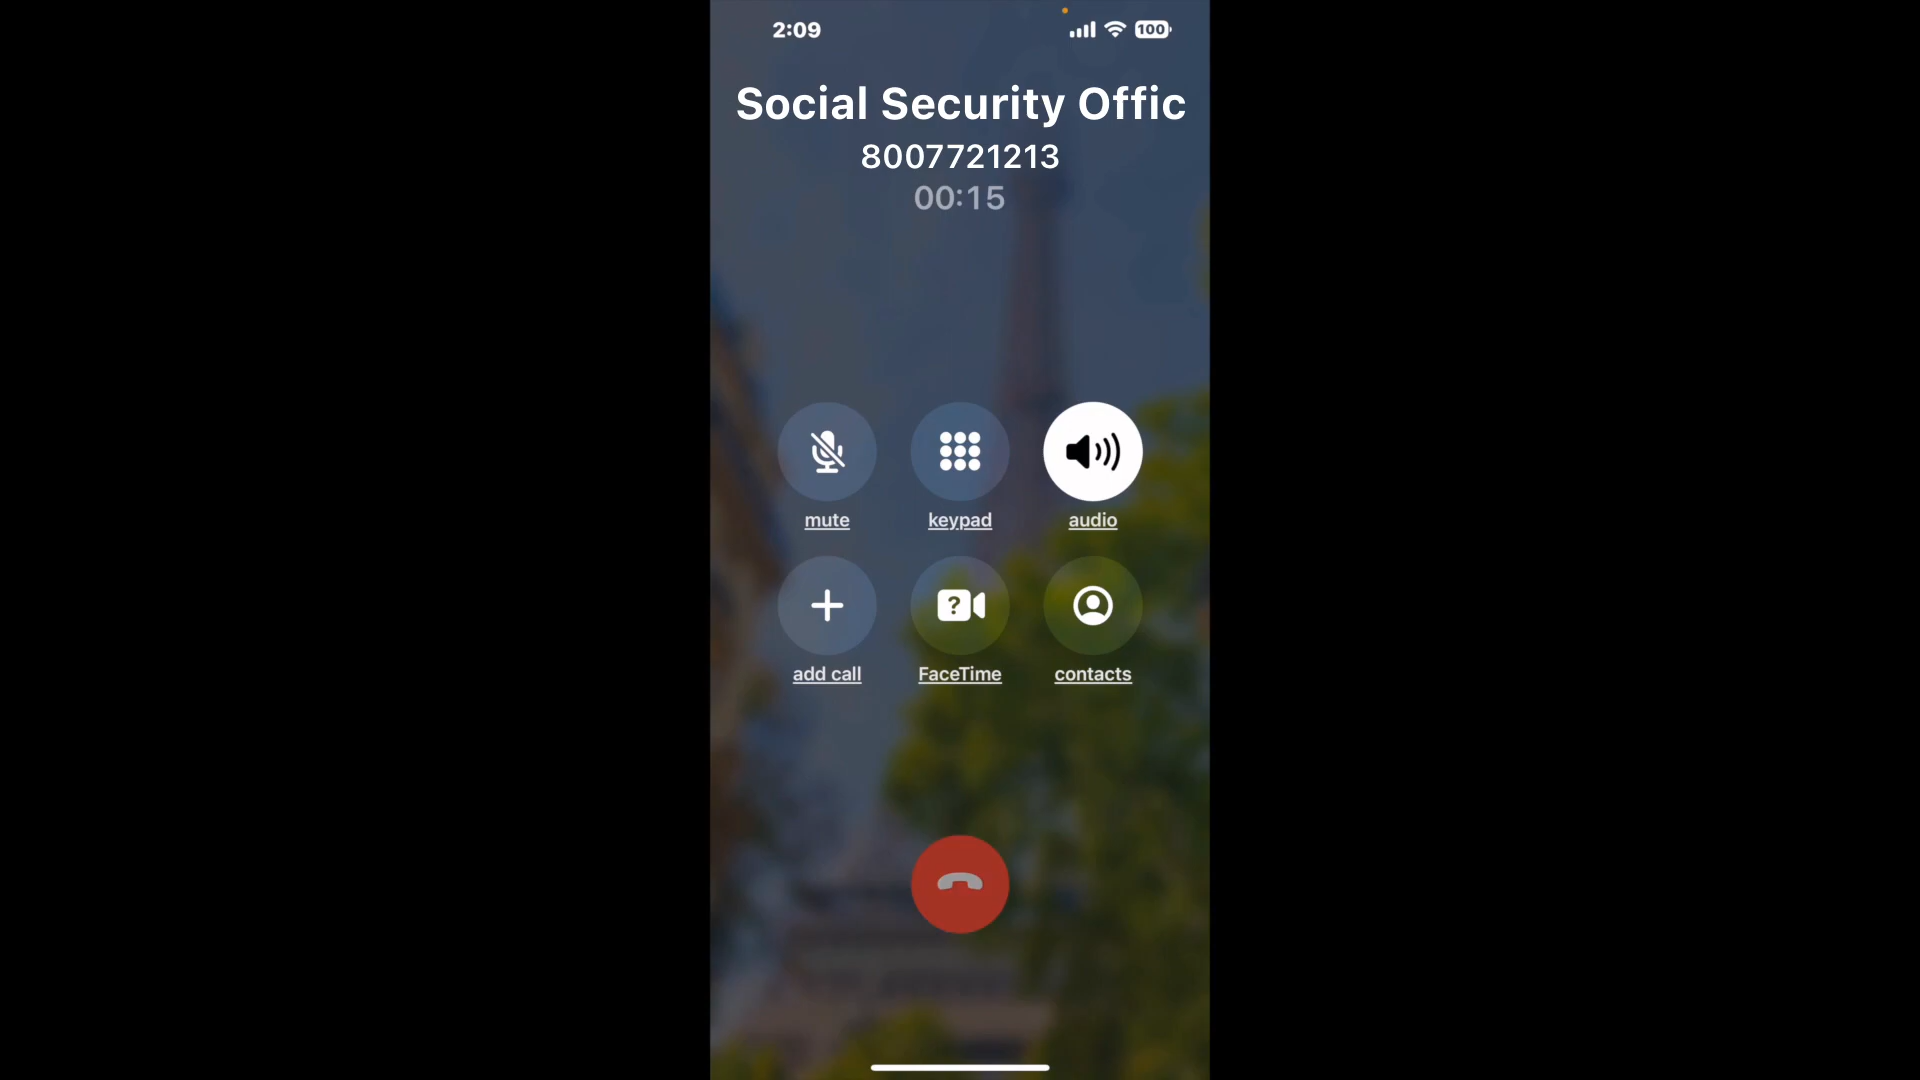 2:09
100
Social Security Offic
8007721213
00:15
mute
keypad
audio
?
add call
FaceTime
contacts